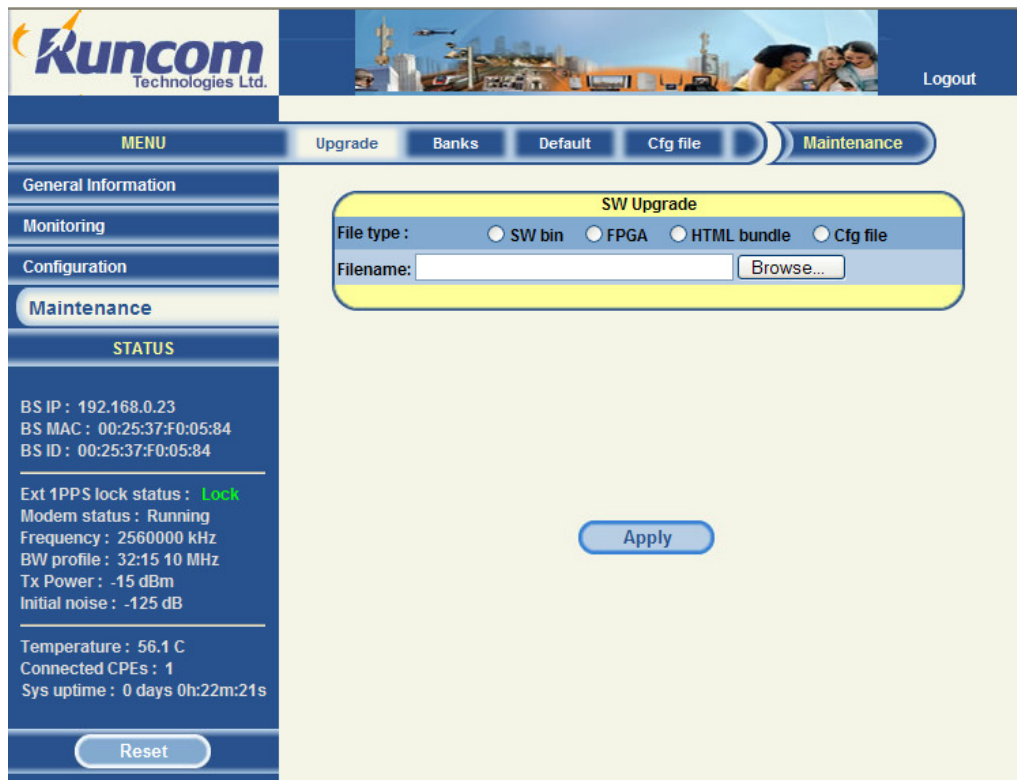 Runcom
Technologies Ltd.
Logout
MENU
Upgrade Banks Default Cfg file Maintenance
General Information
Monitoring
Configuration
Maintenance
SW Upgrade
File type : SW bin FPGA HTML bundle Cfg file
Filename: Browse...
STATUS
BS IP : 192.168.0.23
BS MAC : 00:25:37:F0:05:84
BS ID : 00:25:37:F0:05:84
Ext 1PPS lock status : Lock
Modem status : Running
Frequency : 2560000 kHz
BW profile : 32:15 10 MHz
Tx Power : -15 dBm
Initial noise : -125 dB
Apply
Temperature : 56.1 C
Connected CPEs : 1
Sys uptime : 0 days 0h:22m:21s
Reset